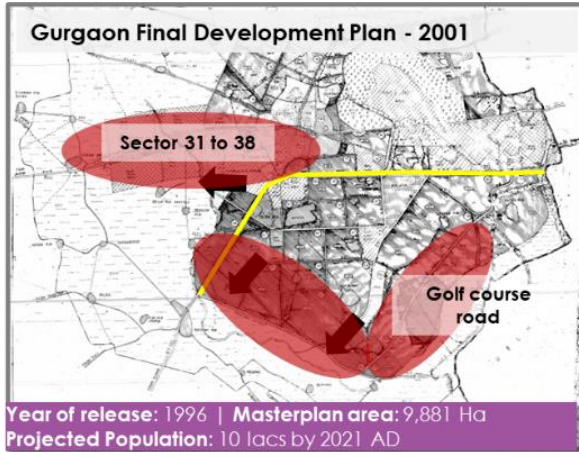 Gurgaon Final Development Plan - 2001
Sector 31 to 38
Golf course
road
Year of release: 1996 | Masterplan area: 9,881 Ha
Projected Population: 10 lacs by 2021 AD